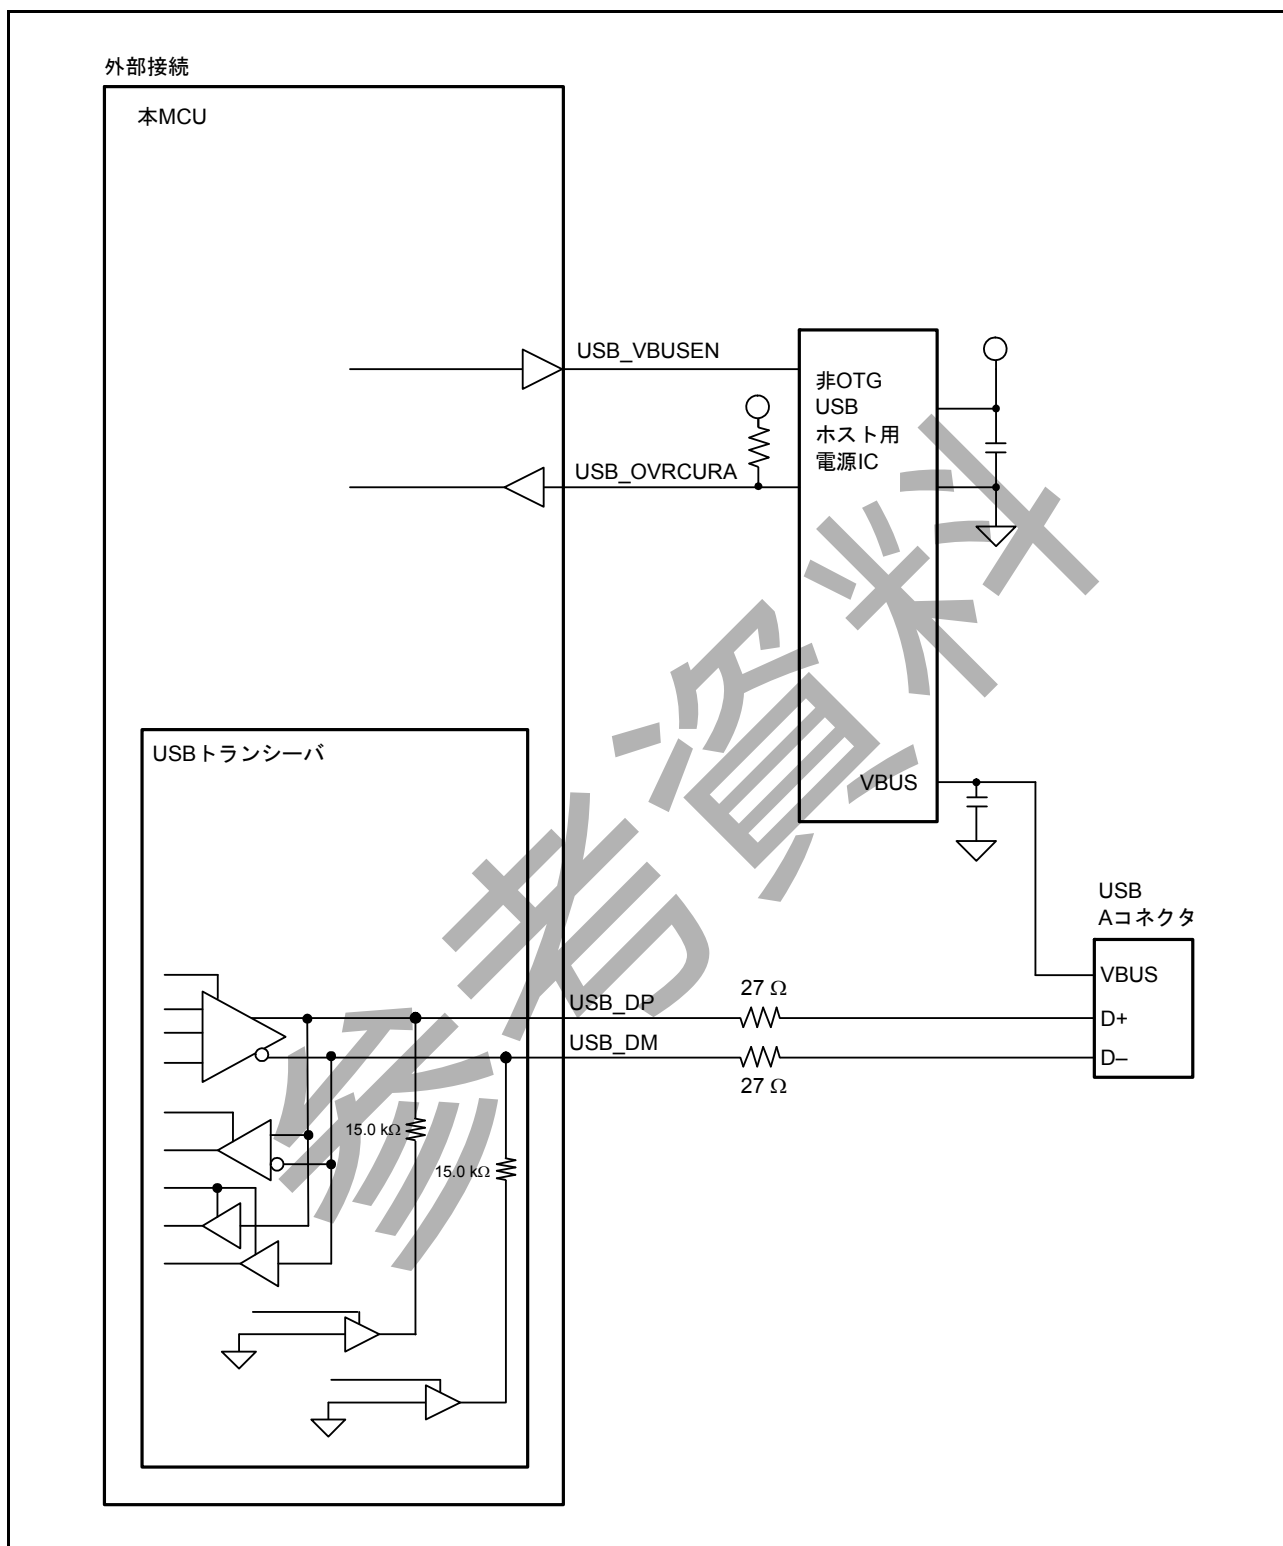 外部接続
本MCU
USB_VBUSEN
非OTG
USB
ホスト用
電源IC
USB_OVRCURA
USBトランシーバ
VBUS
USB
Aコネクタ
VBUS
27 Ω
USB_DP
D+
USB_DM
D–
27 Ω
15.0 kΩ
15.0 kΩ
参考資料